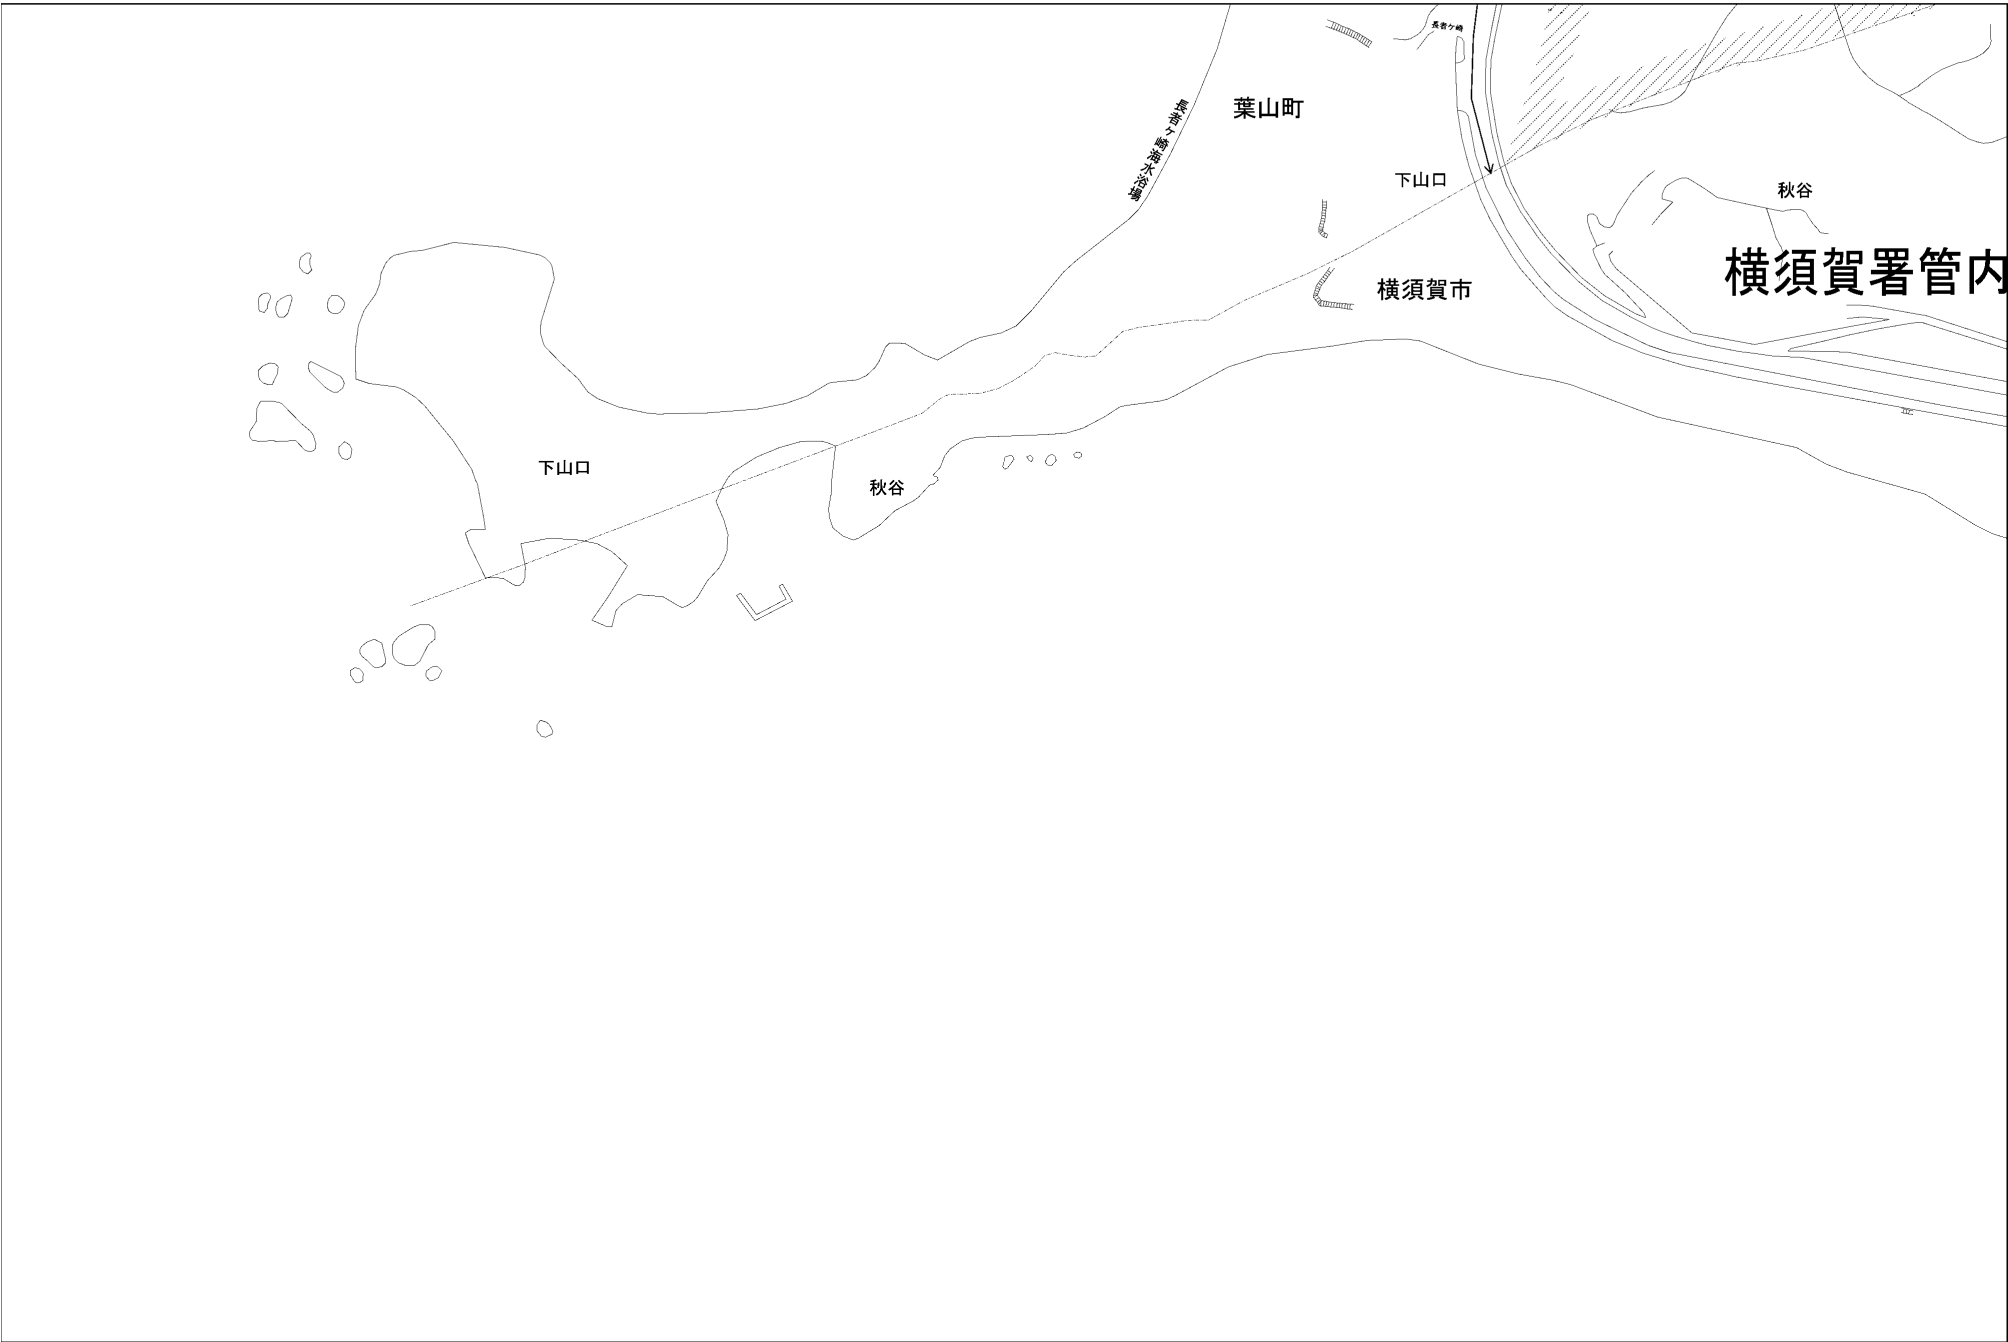 長者ケ崎
長者ヶ崎海水浴場
葉山町
下山口
秋谷
横須賀署管内
横須賀市
下山口
秋谷